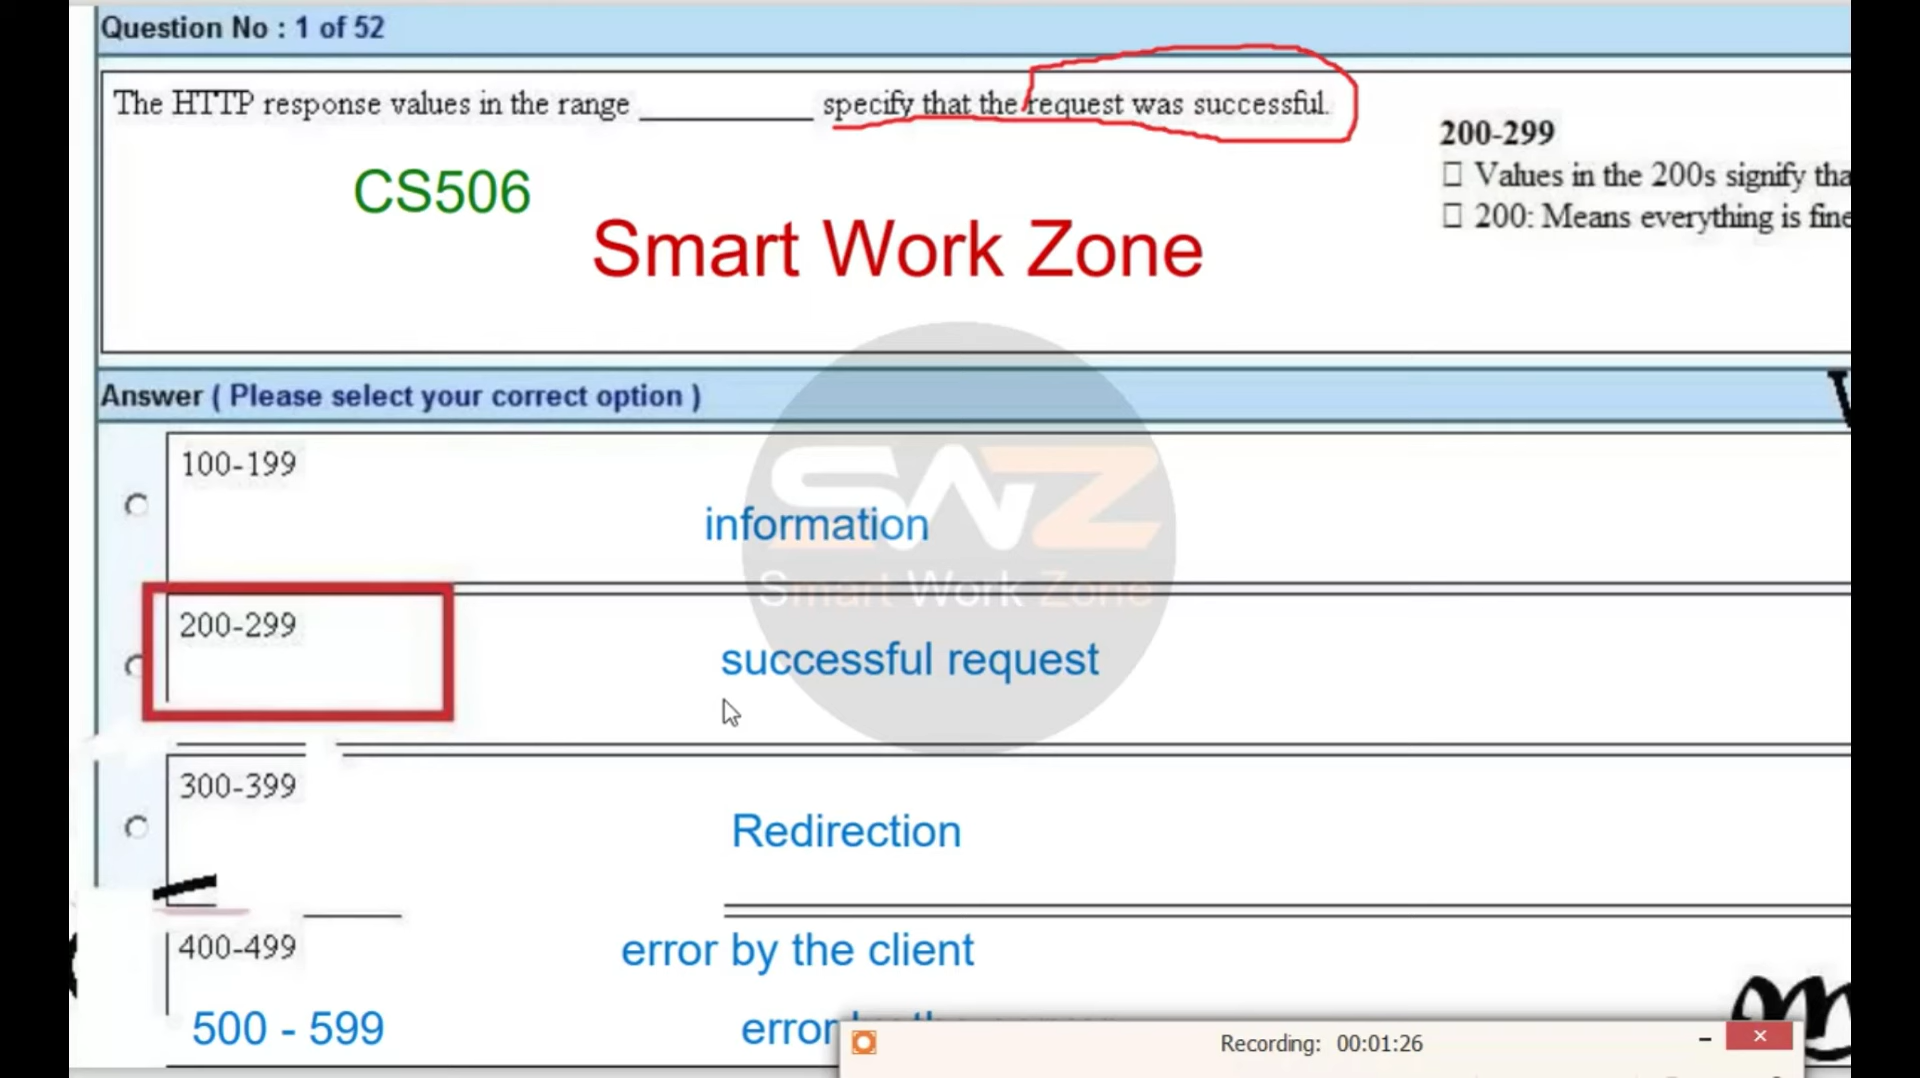 Question No : 1 of 52
The HTTP response values in the range __________ specify that the request was successful.
200-299
Values in the 200s signify
200: Means everything is fine
CS506
Smart Work Zone
Answer ( Please select your correct option )
100-199
information
SWZ
Smart Work Zone
200-299
successful request
300-399
Redirection
400-499
error by the client
500 - 599
error
Recording: 00:01:26